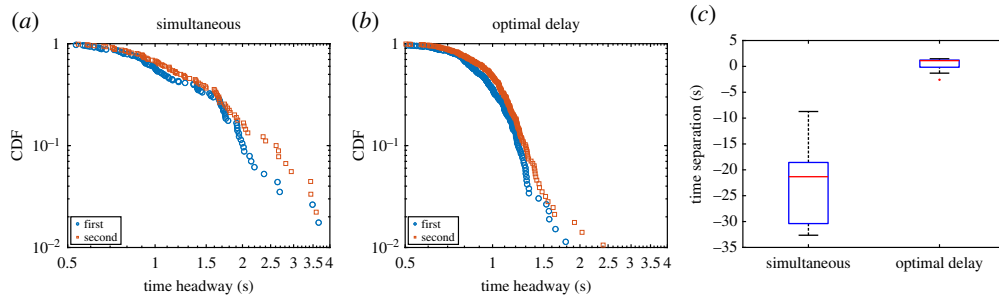 (a) simultaneous
1
CDF
10⁻¹
10⁻²
first
second
0.5 1 1.5 2 2.5 3 3.5 4
time headway (s)
(b) optimal delay
1
CDF
10⁻¹
10⁻²
first
second
0.5 1 1.5 2 2.5 3 3.5 4
time headway (s)
(c)
time separation (s)
5
0
−5
−10
−15
−20
−25
−30
−35
simultaneous optimal delay